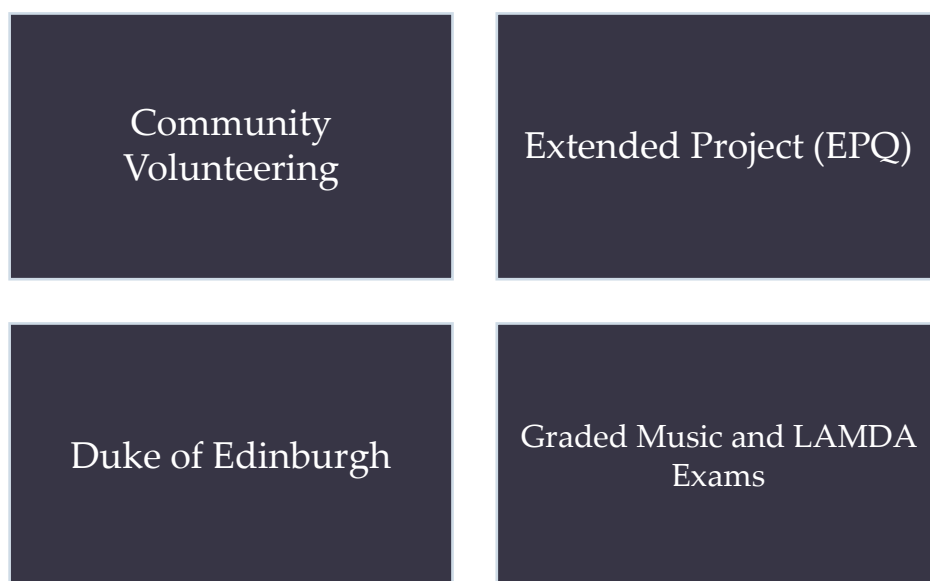 Community
Volunteering
Extended Project (EPQ)
Duke of Edinburgh
Graded Music and LAMDA
Exams